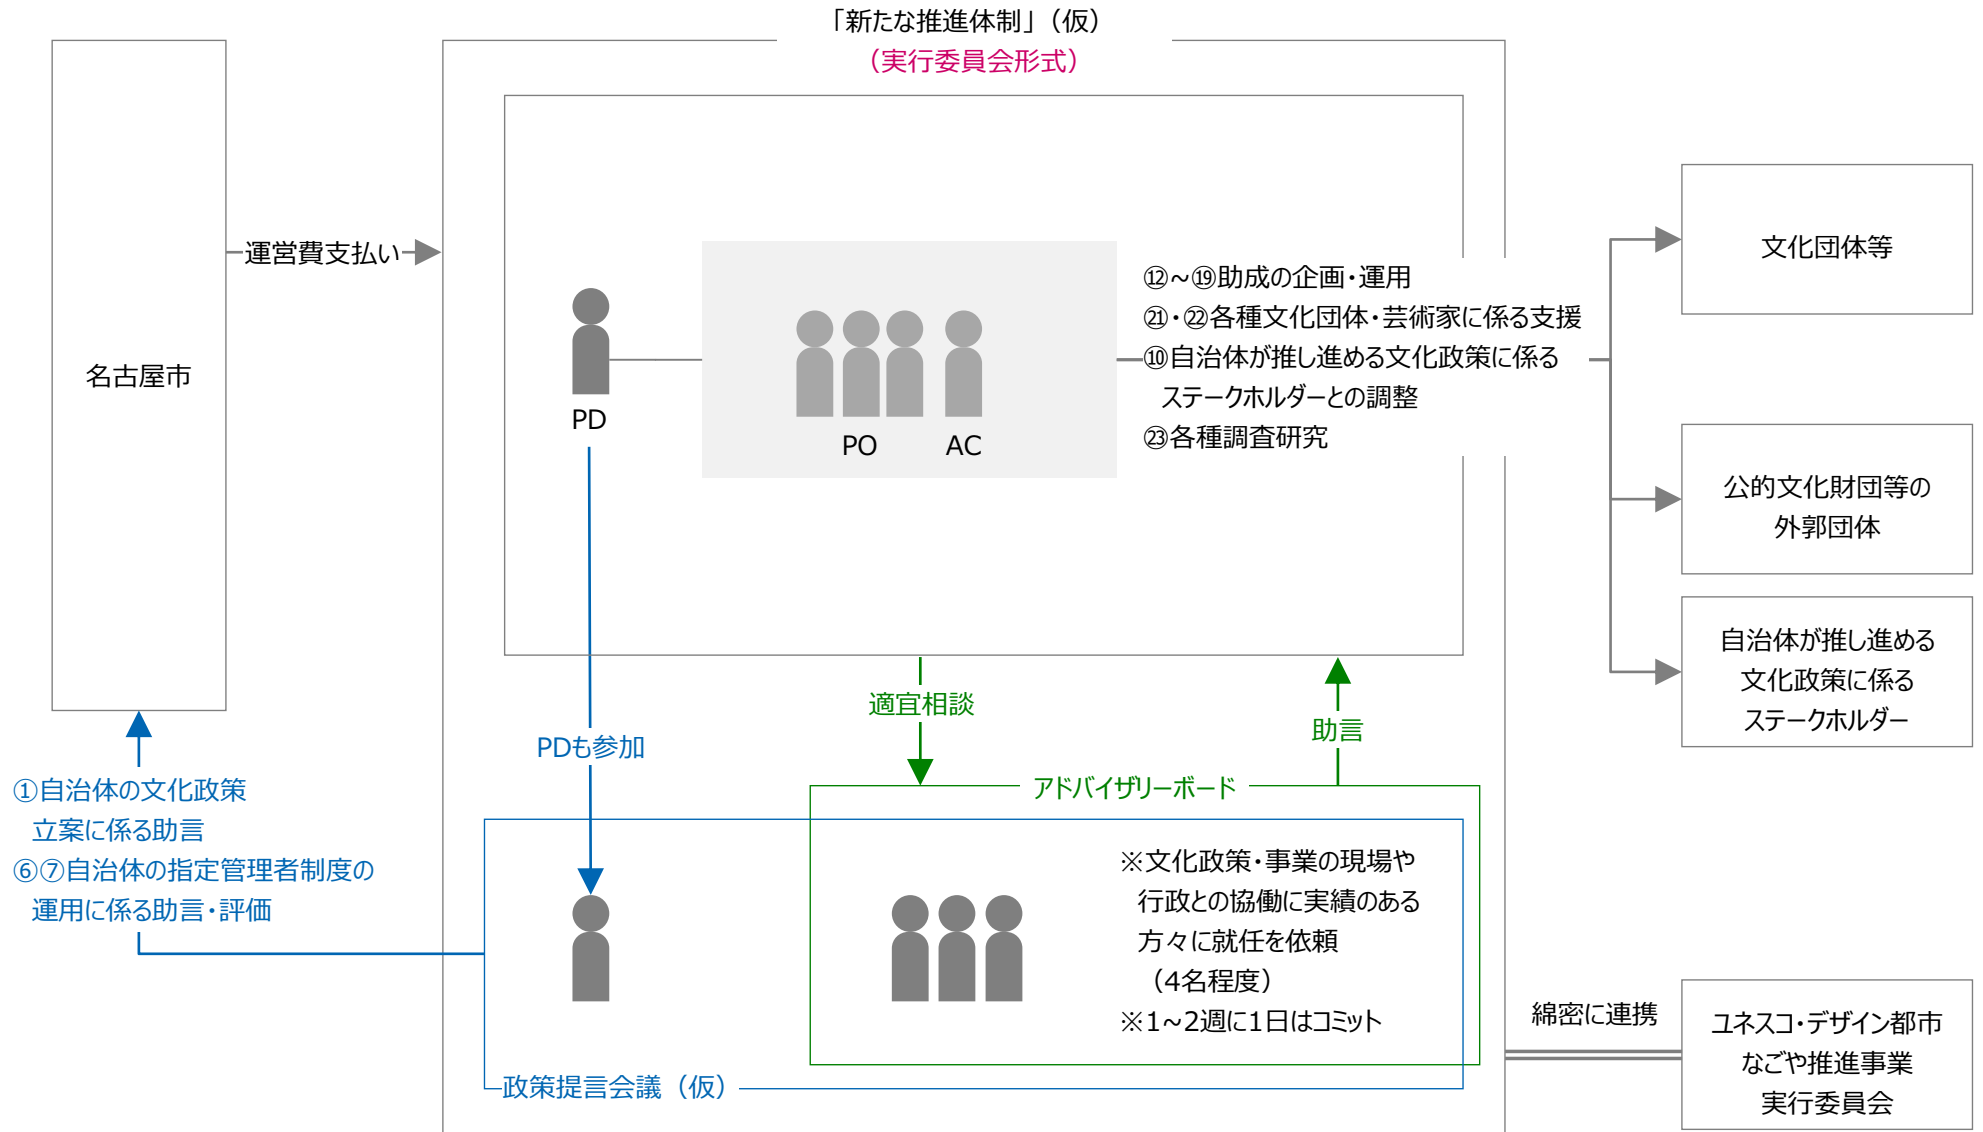 「新たな推進体制」（仮）
（実行委員会形式）
名古屋市
運営費支払い
PD
PO
AC
⑫~⑲助成の企画・運用
㉑・㉒各種文化団体・芸術家に係る支援
⑩自治体が推し進める文化政策に係る
ステークホルダーとの調整
㉓各種調査研究
文化団体等
公的文化財団等の
外郭団体
自治体が推し進める
文化政策に係る
ステークホルダー
適宜相談
助言
PDも参加
①自治体の文化政策
立案に係る助言
⑥⑦自治体の指定管理者制度の
運用に係る助言・評価
アドバイザリーボード
※文化政策・事業の現場や
行政との協働に実績のある
方々に就任を依頼
（4名程度）
※1~2週に1日はコミット
政策提言会議（仮）
綿密に連携
ユネスコ・デザイン都市
なごや推進事業
実行委員会